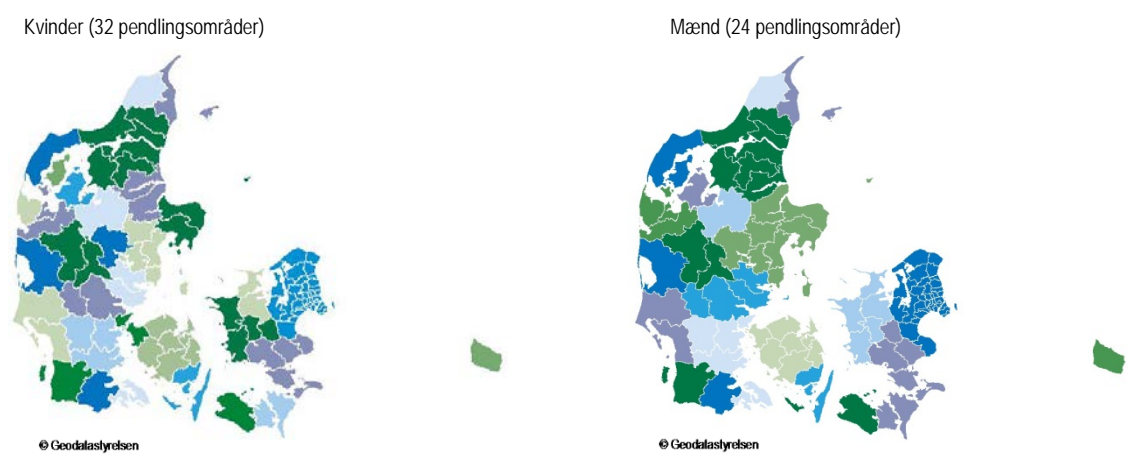 Kvinder (32 pendlingsområder)
Mænd (24 pendlingsområder)
© Geodatastyrelsen
© Geodatastyrelsen